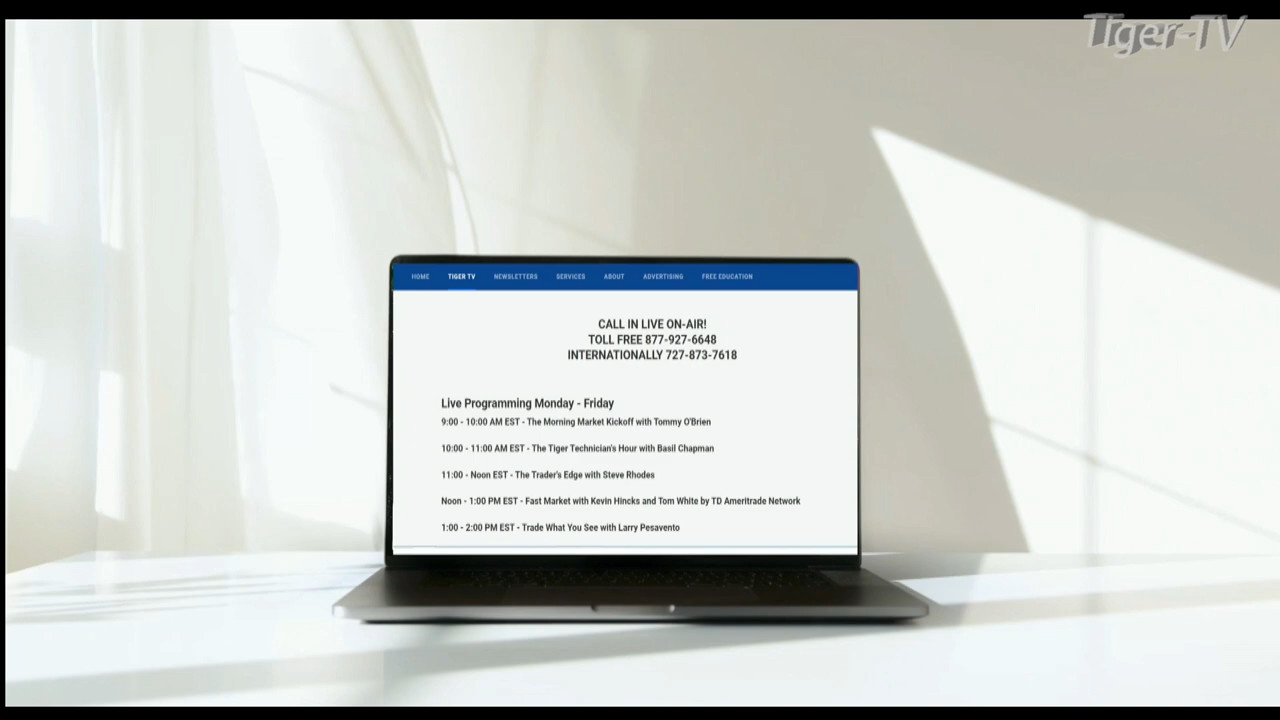 Tiger-TV
HOME TIGER TV NEWSLETTERS SERVICES ABOUT ADVERTISING FREE EDUCATION
CALL IN LIVE ON-AIR!
TOLL FREE 877-927-6648
INTERNATIONALLY 727-873-7618
Live Programming Monday - Friday
9:00 - 10:00 AM EST - The Morning Market Kickoff with Tommy O'Brien
10:00 - 11:00 AM EST - The Tiger Technician's Hour with Basil Chapman
11:00 - Noon EST - The Trader's Edge with Steve Rhodes
Noon - 1:00 PM EST - Fast Market with Kevin Hincks and Tom White by TD Ameritrade Network
1:00 - 2:00 PM EST - Trade What You See with Larry Pesavento